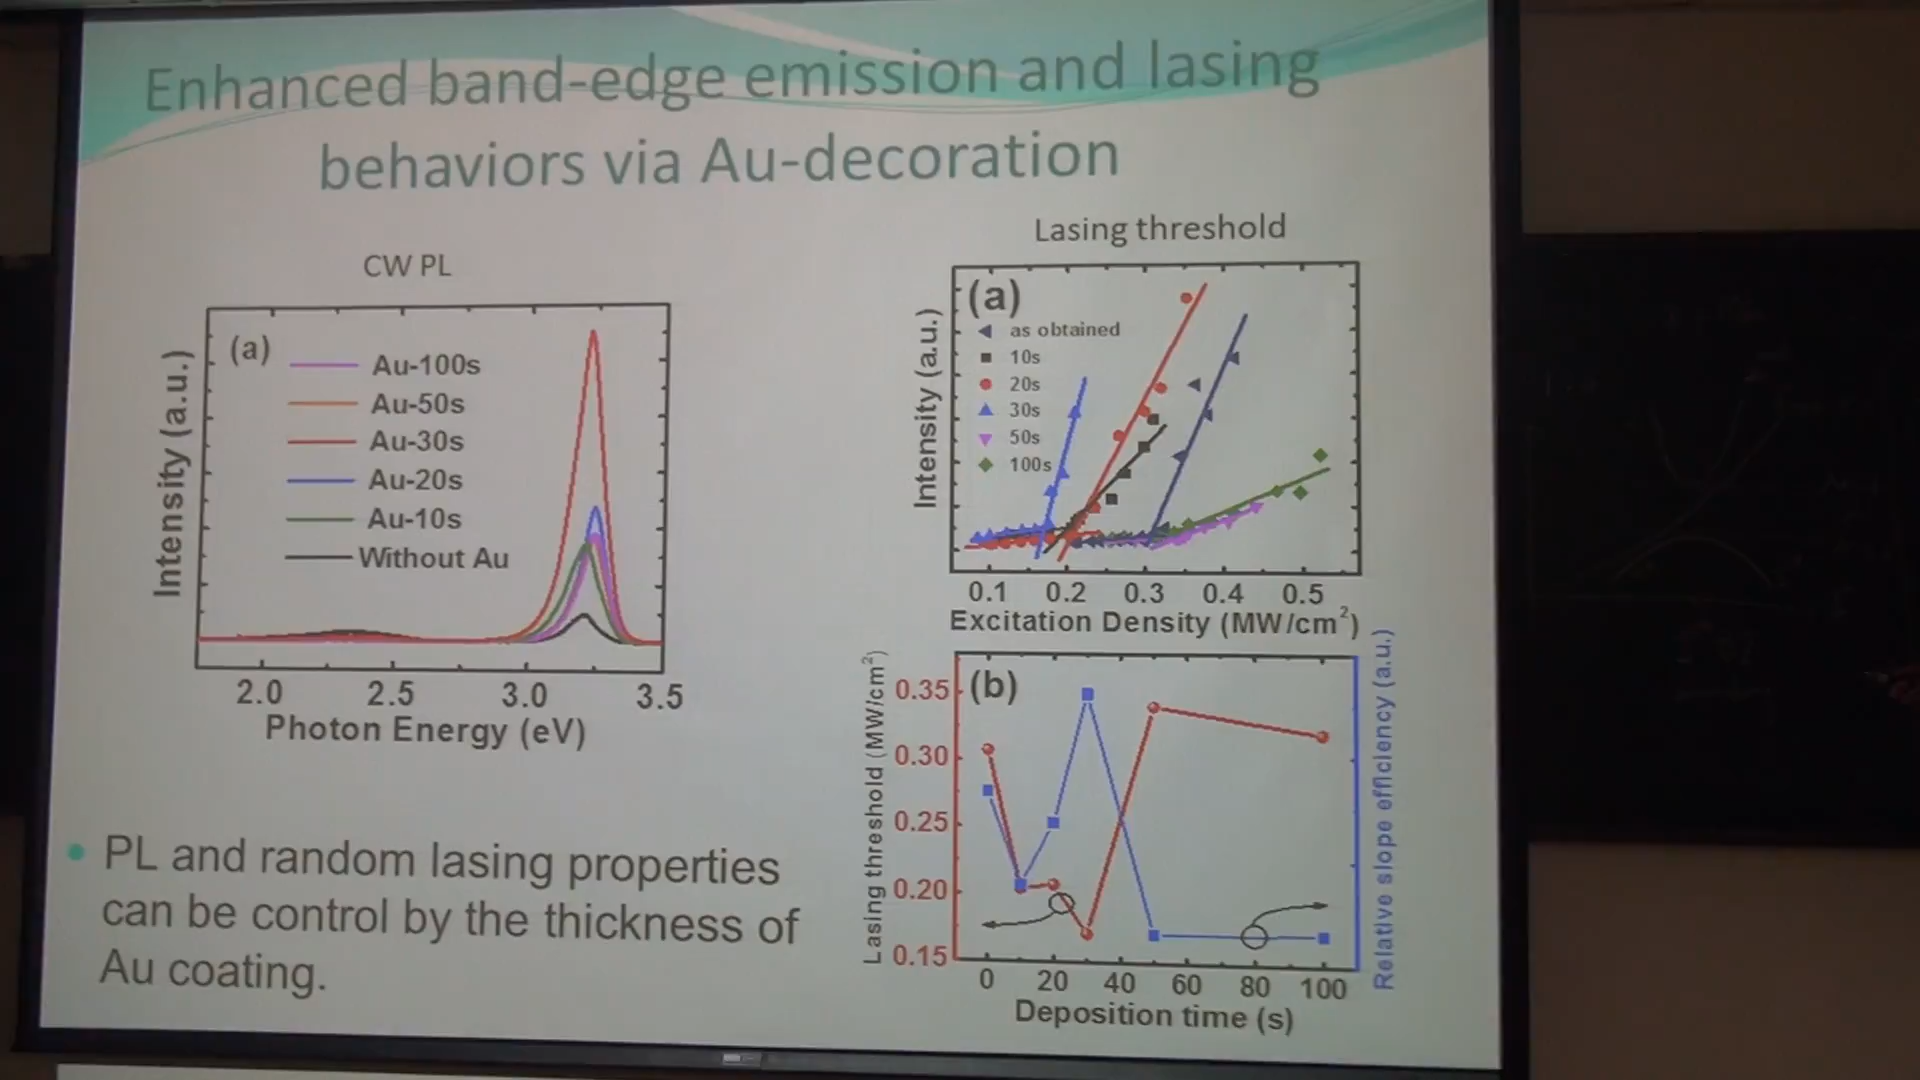 Enhanced band-edge emission and lasing
behaviors via Au-decoration
CW PL
(a)
Au-100s
Au-50s
Au-30s
Au-20s
Au-10s
Without Au
Intensity (a.u.)
2.0 2.5 3.0 3.5
Photon Energy (eV)
PL and random lasing properties
can be control by the thickness of
Au coating.
Lasing threshold
(a)
as obtained
10s
20s
30s
50s
100s
Intensity (a.u.)
0.1 0.2 0.3 0.4 0.5
Excitation Density (MW/cm²)
(b)
0.35
0.30
0.25
0.20
0.15
Lasing threshold (MW/cm²)
Relative slope efficiency (a.u.)
0 20 40 60 80 100
Deposition time (s)